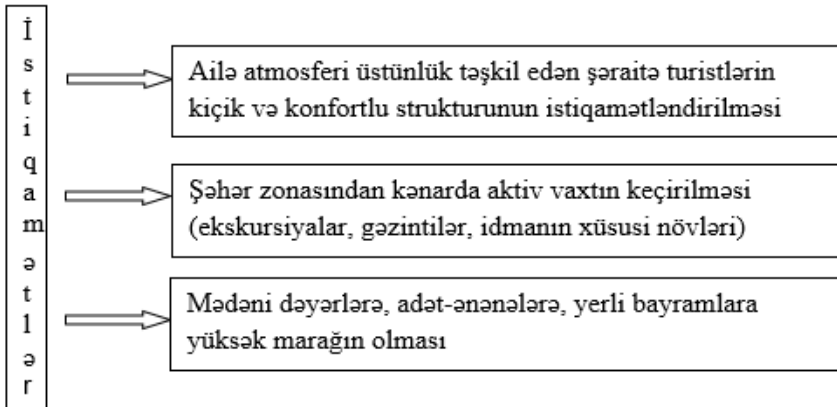 İstiqamətlər
Ailə atmosferi üstünlük təşkil edən şəraitə turistlərin
kiçik və konfortlu strukturunun istiqamətləndirilməsi
Şəhər zonasından kənarda aktiv vaxtın keçirilməsi
(ekskursiyalar, gəzintilər, idmanın xüsusi növləri)
Mədəni dəyərlərə, adət-ənənələrə, yerli bayramlara
yüksək marağın olması